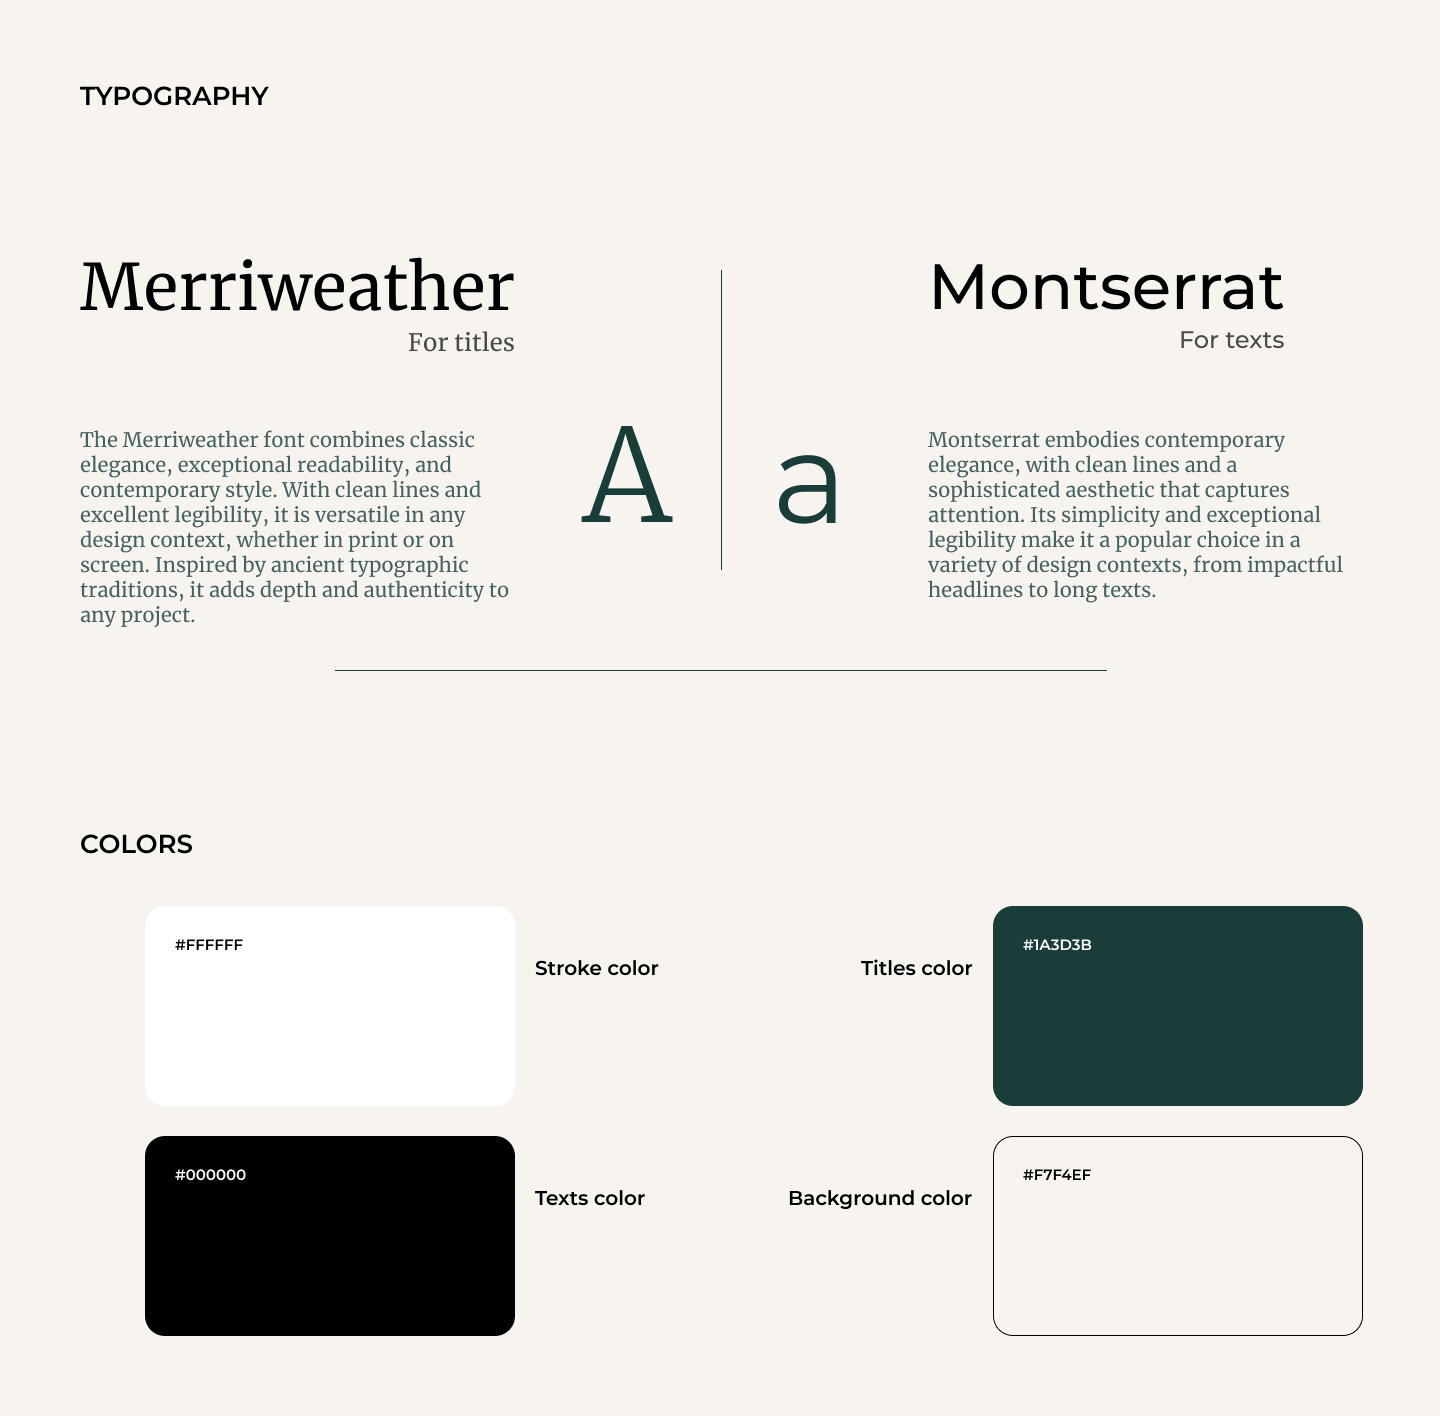 TYPOGRAPHY
Merriweather
For titles
The Merriweather font combines classic
elegance, exceptional readability, and
contemporary style. With clean lines and
excellent legibility, it is versatile in any
design context, whether in print or on
screen. Inspired by ancient typographic
traditions, it adds depth and authenticity to
any project.
A
a
Montserrat
For texts
Montserrat embodies contemporary
elegance, with clean lines and a
sophisticated aesthetic that captures
attention. Its simplicity and exceptional
legibility make it a popular choice in a
variety of design contexts, from impactful
headlines to long texts.
COLORS
#FFFFFF
Stroke color
Titles color
#1A3D3B
#000000
Texts color
Background color
#F7F4EF